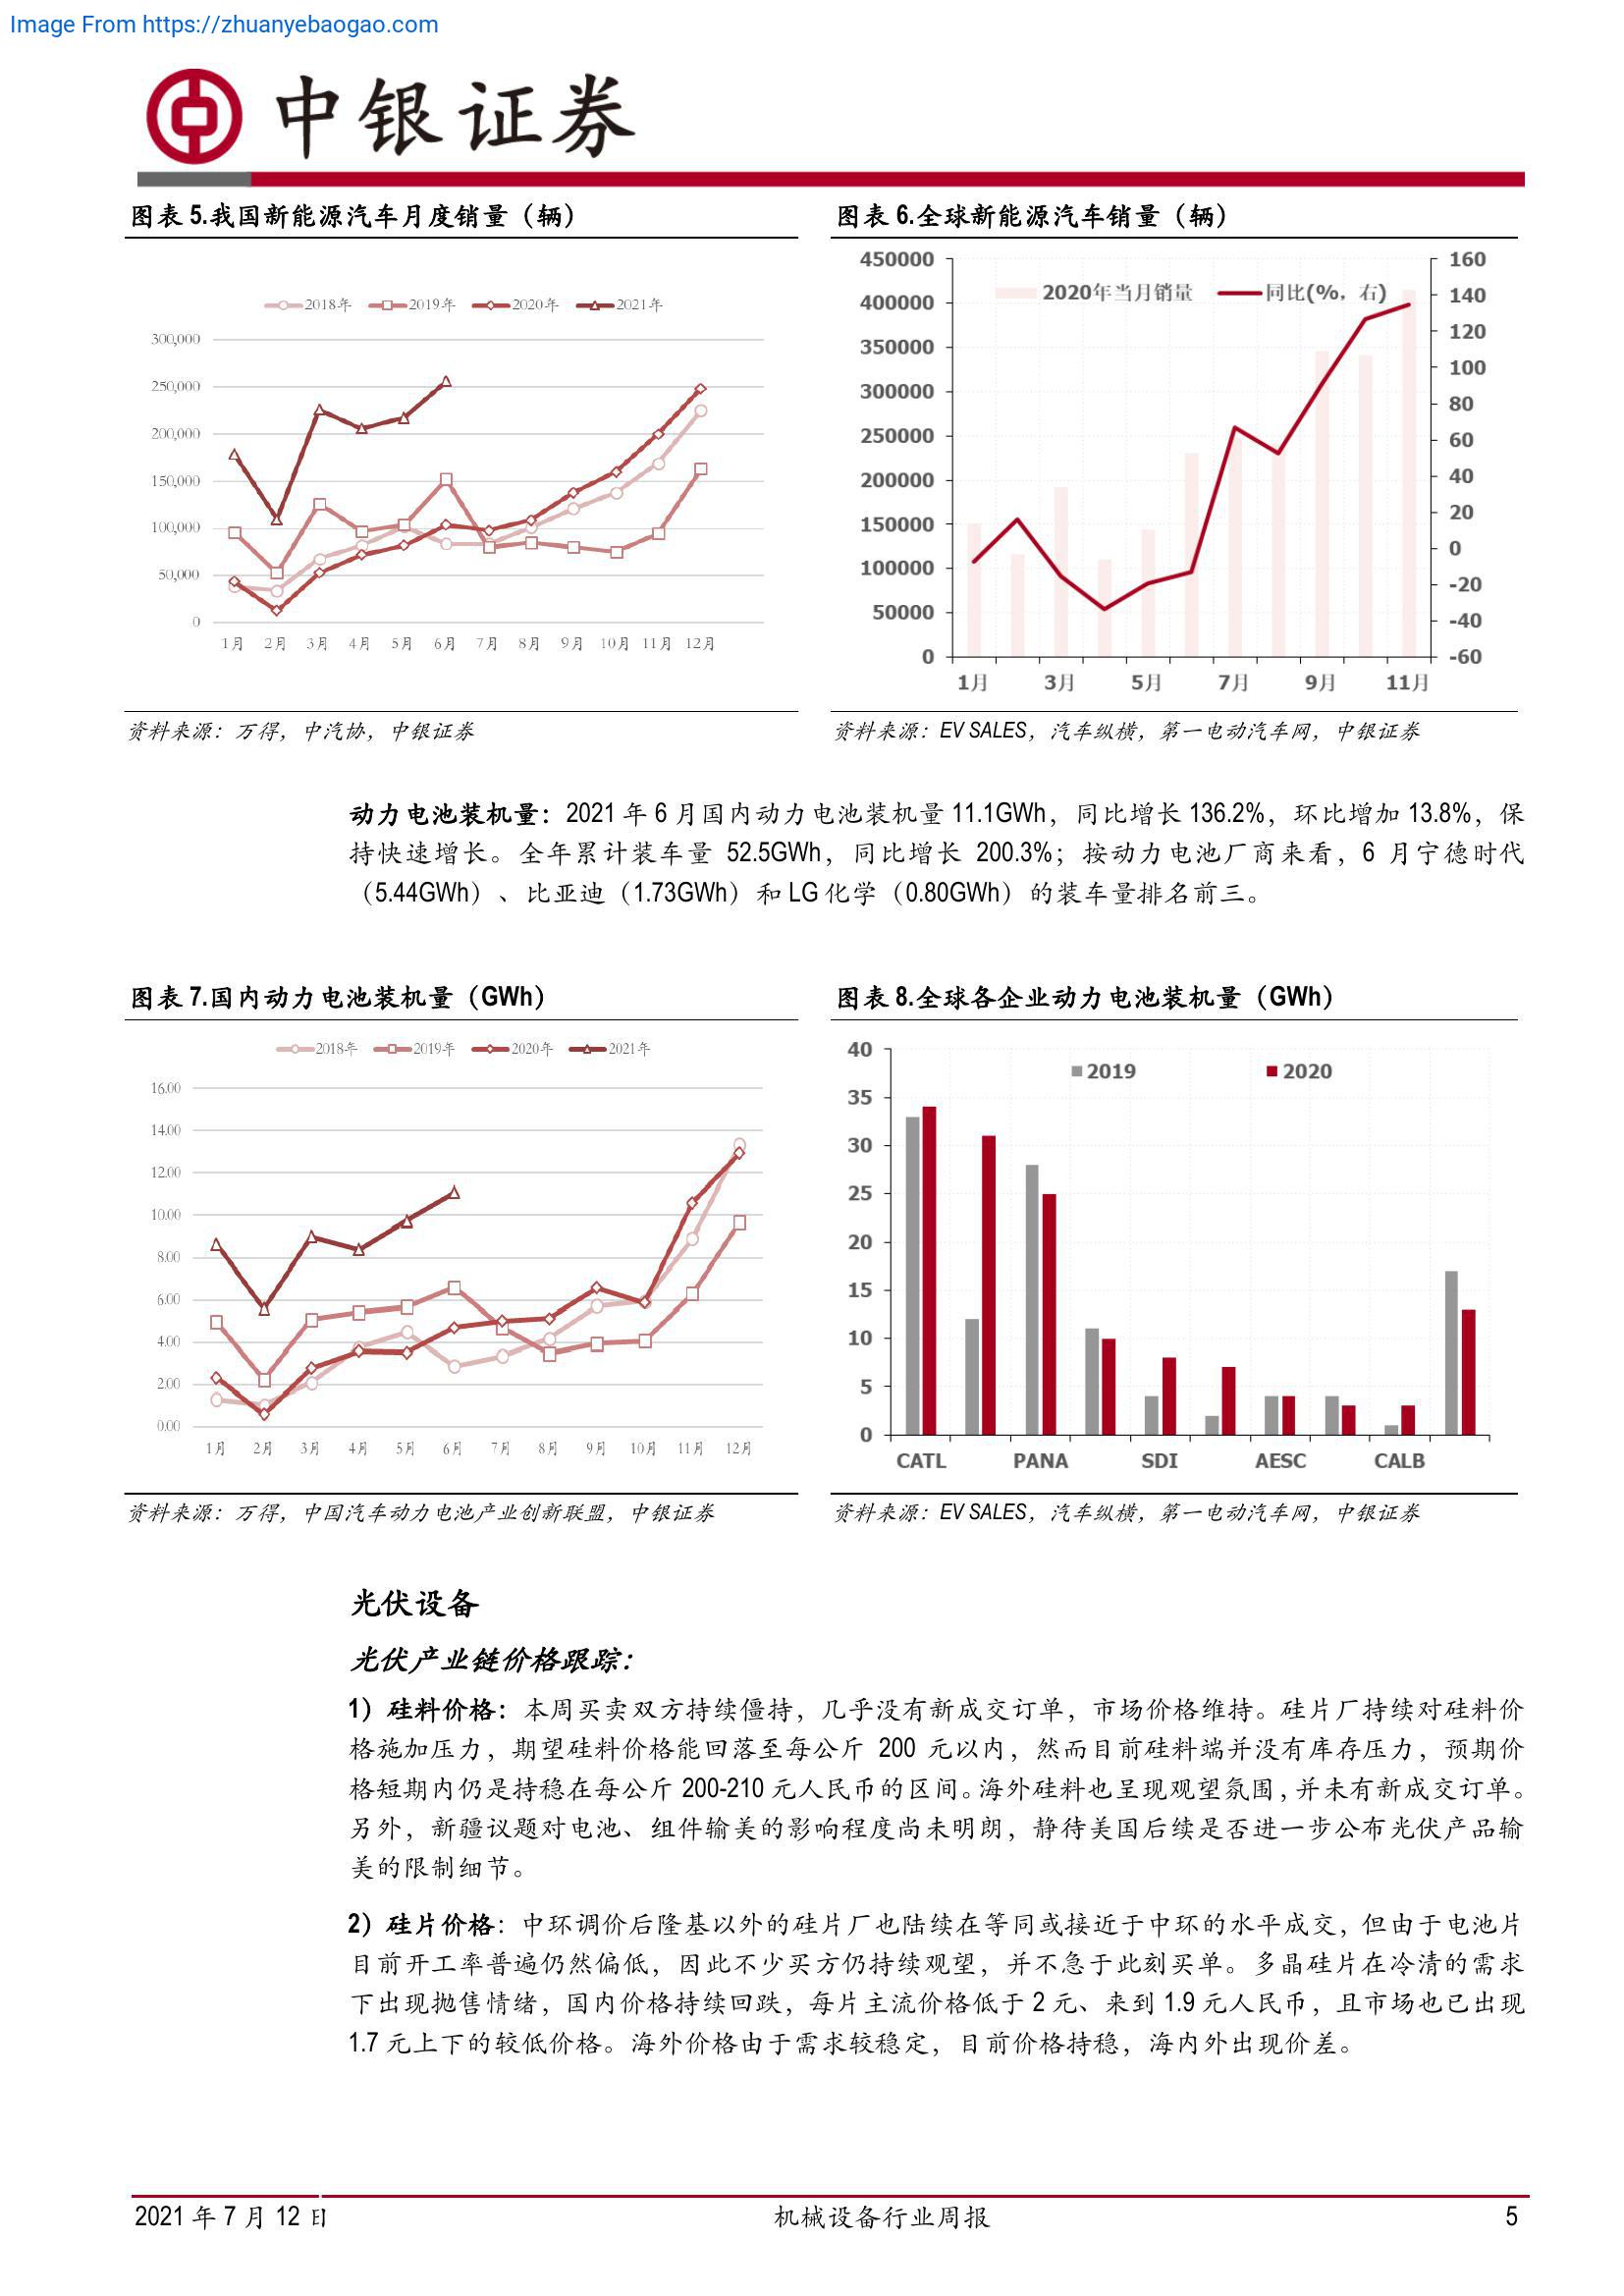 Image From https://zhuanyebaogao.com
中银证券
图表 5.我国新能源汽车月度销量（辆）
2018年 2019年 2020年 2021年
300,000
250,000
200,000
150,000
100,000
50,000
0
1月 2月 3月 4月 5月 6月 7月 8月 9月 10月 11月 12月
资料来源：万得，中汽协，中银证券
图表 6.全球新能源汽车销量（辆）
2020年当月销量 同比(%，右)
450000 160
400000 140
350000 120
300000 100
250000 80
200000 60
150000 40
100000 20
50000 0
0 -20
-40
-60
1月 3月 5月 7月 9月 11月
资料来源：EV SALES，汽车纵横，第一电动汽车网，中银证券
动力电池装机量：2021 年 6 月国内动力电池装机量 11.1GWh，同比增长 136.2%，环比增加 13.8%，保
持快速增长。全年累计装车量 52.5GWh，同比增长 200.3%；按动力电池厂商来看，6 月宁德时代
（5.44GWh）、比亚迪（1.73GWh）和 LG 化学（0.80GWh）的装车量排名前三。
图表 7.国内动力电池装机量（GWh）
2018年 2019年 2020年 2021年
16.00
14.00
12.00
10.00
8.00
6.00
4.00
2.00
0.00
1月 2月 3月 4月 5月 6月 7月 8月 9月 10月 11月 12月
资料来源：万得，中国汽车动力电池产业创新联盟，中银证券
图表 8.全球各企业动力电池装机量（GWh）
2019 2020
40
35
30
25
20
15
10
5
0
CATL PANA SDI AESC CALB
资料来源：EV SALES，汽车纵横，第一电动汽车网，中银证券
光伏设备
光伏产业链价格跟踪：
1）硅料价格：本周买卖双方持续僵持，几乎没有新成交订单，市场价格维持。硅片厂持续对硅料价
格施加压力，期望硅料价格能回落至每公斤 200 元以内，然而目前硅料端并没有库存压力，预期价
格短期内仍是持稳在每公斤 200-210 元人民币的区间。海外硅料也呈现观望氛围，并未有新成交订单。
另外，新疆议题对电池、组件输美的影响程度尚未明朗，静待美国后续是否进一步公布光伏产品输
美的限制细节。
2）硅片价格：中环调价后隆基以外的硅片厂也陆续在等同或接近于中环的水平成交，但由于电池片
目前开工率普遍仍然偏低，因此不少买方仍持续观望，并不急于此刻买单。多晶硅片在冷清的需求
下出现抛售情绪，国内价格持续回跌，每片主流价格低于 2 元、来到 1.9 元人民币，且市场也已出现
1.7 元上下的较低价格。海外价格由于需求较稳定，目前价格持稳，海内外出现价差。
2021 年 7 月 12 日 机械设备行业周报 5